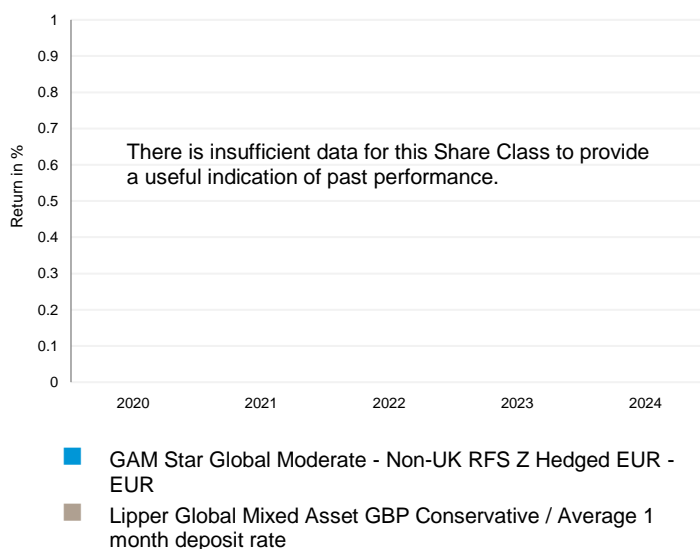 1
0.9
0.8
0.7
0.6
0.5
0.4
0.3
0.2
0.1
0
Return in %
There is insufficient data for this Share Class to provide
a useful indication of past performance.
2020 2021 2022 2023 2024
GAM Star Global Moderate - Non-UK RFS Z Hedged EUR -
EUR
Lipper Global Mixed Asset GBP Conservative / Average 1
month deposit rate